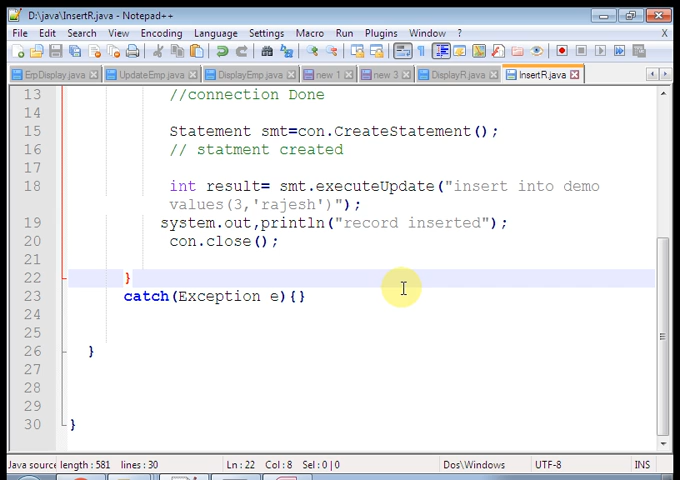 D:\java\InsertR.java - Notepad++
File Edit Search View Encoding Language Settings Macro Run Plugins Window ? X
ErpDisplay.java UpdateEmp.java DisplayEmp.java new 1 new 3 DisplayR.java InsertR.java
13 //connection Done
14
15 Statement smt=con.CreateStatement();
16 // statment created
17
18 int result= smt.executeUpdate("insert into demo
values(3,'rajesh')");
19 system.out,println("record inserted");
20 con.close();
21
22 }
23 catch(Exception e){}
24
25
26 }
27
28
29
30 }
Java source length : 581 lines : 30 Ln : 22 Col : 8 Sel : 0 | 0 Dos\Windows UTF-8 INS